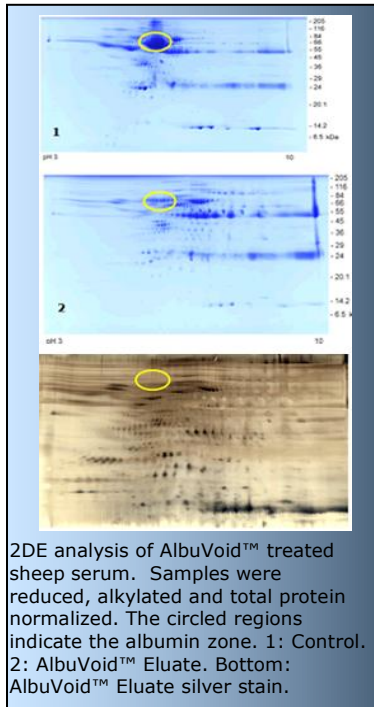 - 205
- 116
- 84
- 66
- 55
- 45
- 36
- 29
- 24
- 20.1
- 14.2
- 6.5 kDa
1
pH 3
10
- 205
- 116
- 84
- 66
- 55
- 45
- 36
- 29
- 24
- 20.1
- 14.2
- 6.5 k
2
pH 3
10
2DE analysis of AlbuVoid™ treated
sheep serum. Samples were
reduced, alkylated and total protein
normalized. The circled regions
indicate the albumin zone. 1: Control.
2: AlbuVoid™ Eluate. Bottom:
AlbuVoid™ Eluate silver stain.